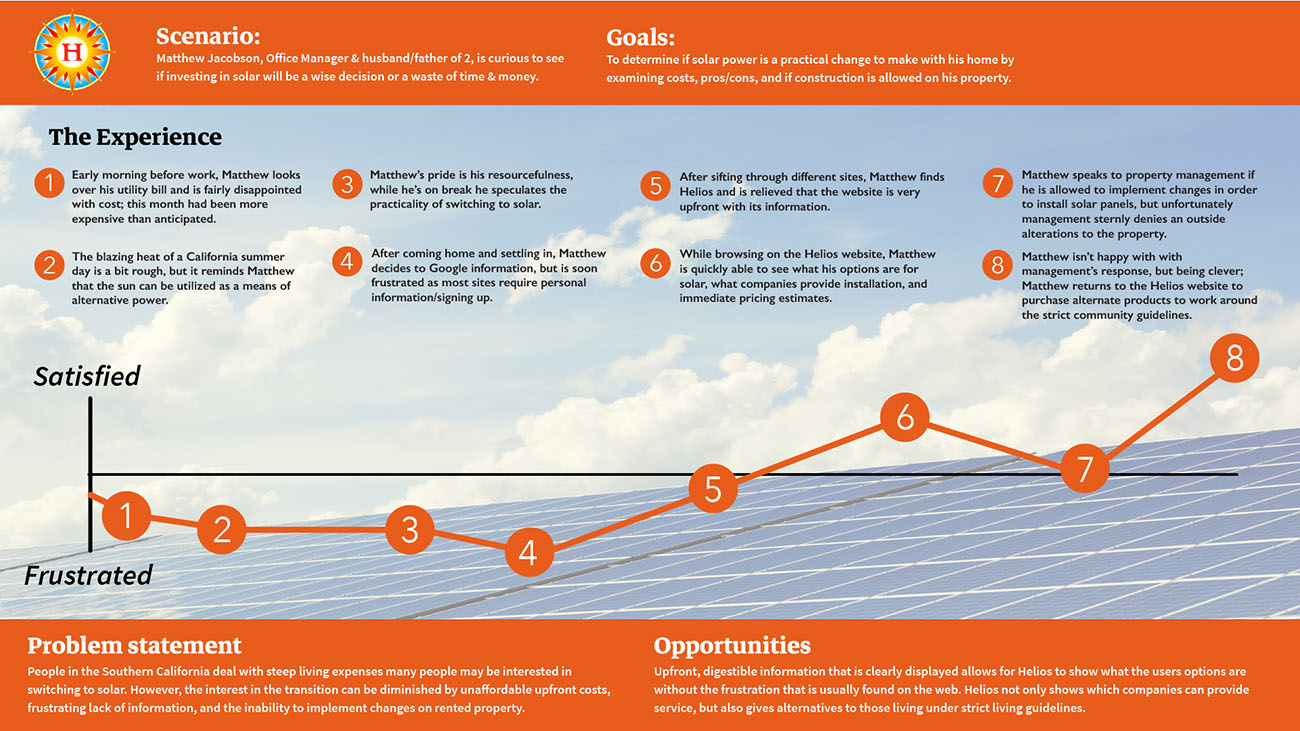 H
Scenario:
Matthew Jacobson, Office Manager & husband/father of 2, is curious to see
if investing in solar will be a wise decision or a waste of time & money.
Goals:
To determine if solar power is a practical change to make with his home by
examining costs, pros/cons, and if construction is allowed on his property.
The Experience
1
Early morning before work, Matthew looks
over his utility bill and is fairly disappointed
with cost; this month had been more
expensive than anticipated.
2
The blazing heat of a California summer
day is a bit rough, but it reminds Matthew
that the sun can be utilized as a means of
alternative power.
3
Matthew's pride is his resourcefulness,
while he's on break he speculates the
practicality of switching to solar.
4
After coming home and settling in, Matthew
decides to Google information, but is soon
frustrated as most sites require personal
information/signing up.
5
After sifting through different sites, Matthew finds
Helios and is relieved that the website is very
upfront with its information.
6
While browsing on the Helios website, Matthew
is quickly able to see what his options are for
solar, what companies provide installation, and
immediate pricing estimates.
7
Matthew speaks to property management if
he is allowed to implement changes in order
to install solar panels, but unfortunately
management sternly denies an outside
alterations to the property.
8
Matthew isn't happy with with
management's response, but being clever;
Matthew returns to the Helios website to
purchase alternate products to work around
the strict community guidelines.
Satisfied
Frustrated
1
2
3
4
5
6
7
8
Problem statement
People in the Southern California deal with steep living expenses many people may be interested in
switching to solar. However, the interest in the transition can be diminished by unaffordable upfront costs,
frustrating lack of information, and the inability to implement changes on rented property.
Opportunities
Upfront, digestible information that is clearly displayed allows for Helios to show what the users options are
without the frustration that is usually found on the web. Helios not only shows which companies can provide
service, but also gives alternatives to those living under strict living guidelines.